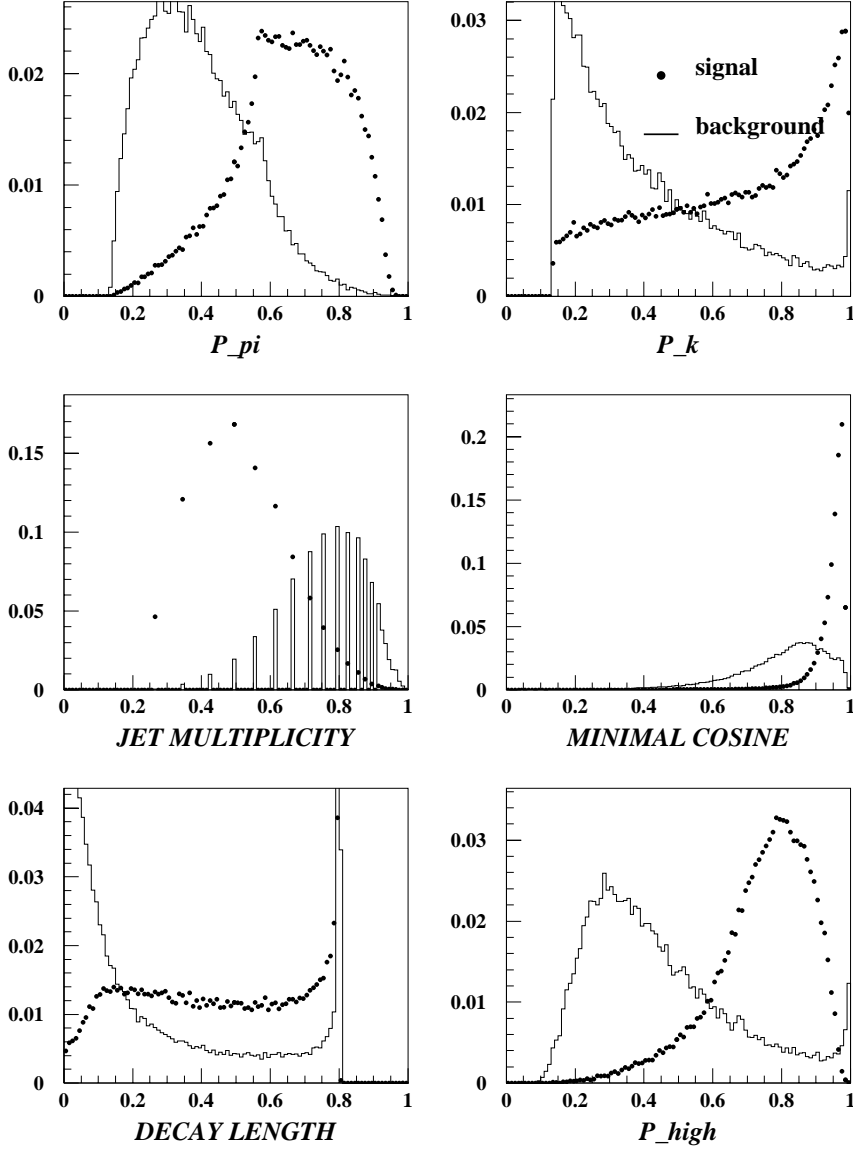 0.02
0.01
0
0 0.2 0.4 0.6 0.8 1
P_pi
0.03
0.02
0.01
0
0 0.2 0.4 0.6 0.8 1
P_k
signal
background
0.15
0.1
0.05
0
0 0.2 0.4 0.6 0.8 1
JET MULTIPLICITY
0.2
0.15
0.1
0.05
0
0 0.2 0.4 0.6 0.8 1
MINIMAL COSINE
0.04
0.03
0.02
0.01
0
0 0.2 0.4 0.6 0.8 1
DECAY LENGTH
0.03
0.02
0.01
0
0 0.2 0.4 0.6 0.8 1
P_high